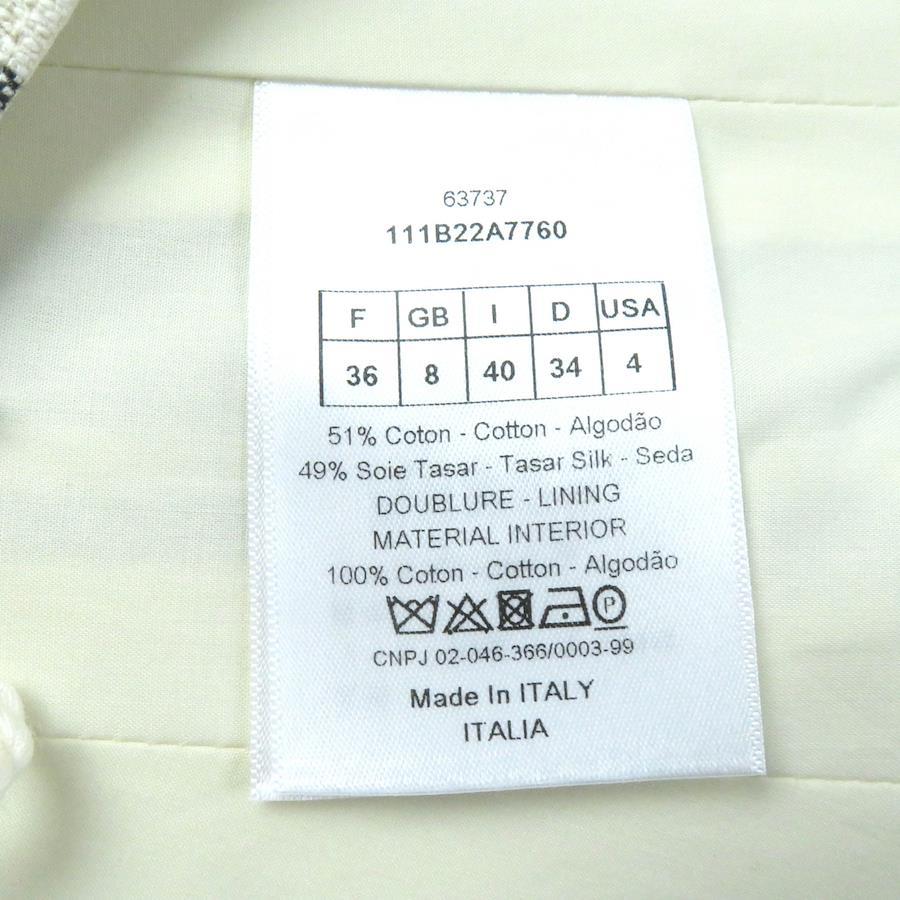 63737
111B22A7760
F GB I D USA
36 8 40 34 4
51% Coton - Cotton - Algodão
49% Soie Tasar - Tasar Silk - Seda
DOUBLURE - LINING
MATERIAL INTERIOR
100% Coton - Cotton - Algodão
P
CNPJ 02-046-366/0003-99
Made In ITALY
ITALIA